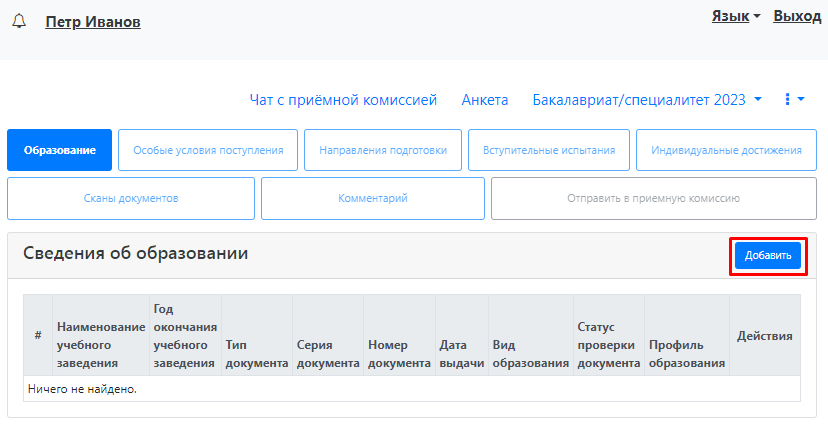 Петр Иванов
Язык Выход
Чат с приёмной комиссией Анкета Бакалавриат/специалитет 2023
Образование Особые условия поступления Направления подготовки Вступительные испытания Индивидуальные достижения
Сканы документов Комментарий Отправить в приемную комиссию
Сведения об образовании Добавить
#
Наименование учебного заведения
Год окончания учебного заведения
Тип документа
Серия документа
Номер документа
Дата выдачи
Вид образования
Статус проверки документа
Профиль образования
Действия
Ничего не найдено.